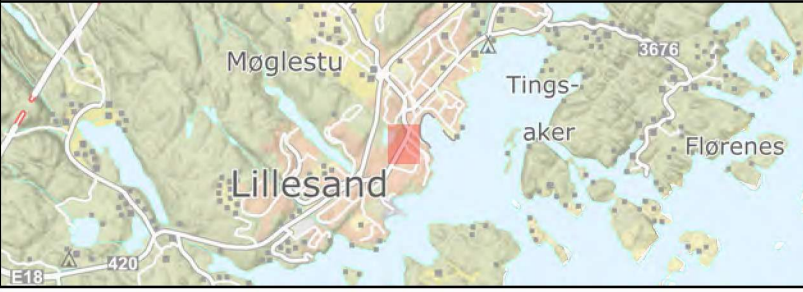 3676
Møglestu
Tings-
aker
Flørenes
Lillesand
420
E18